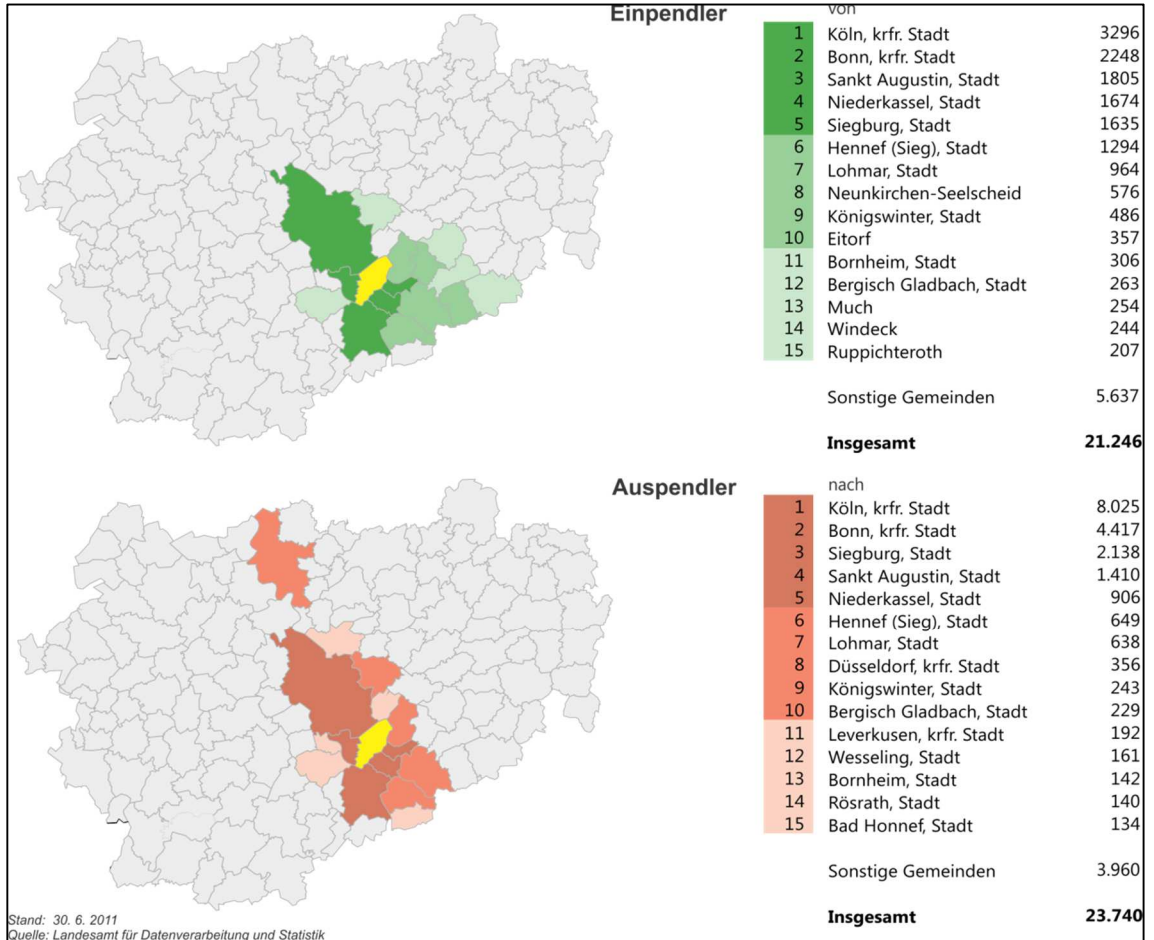 Einpendler
von
1 Köln, krfr. Stadt 3296
2 Bonn, krfr. Stadt 2248
3 Sankt Augustin, Stadt 1805
4 Niederkassel, Stadt 1674
5 Siegburg, Stadt 1635
6 Hennef (Sieg), Stadt 1294
7 Lohmar, Stadt 964
8 Neunkirchen-Seelscheid 576
9 Königswinter, Stadt 486
10 Eitorf 357
11 Bornheim, Stadt 306
12 Bergisch Gladbach, Stadt 263
13 Much 254
14 Windeck 244
15 Ruppichteroth 207
Sonstige Gemeinden 5.637
Insgesamt 21.246
Auspendler
nach
1 Köln, krfr. Stadt 8.025
2 Bonn, krfr. Stadt 4.417
3 Siegburg, Stadt 2.138
4 Sankt Augustin, Stadt 1.410
5 Niederkassel, Stadt 906
6 Hennef (Sieg), Stadt 649
7 Lohmar, Stadt 638
8 Düsseldorf, krfr. Stadt 356
9 Königswinter, Stadt 243
10 Bergisch Gladbach, Stadt 229
11 Leverkusen, krfr. Stadt 192
12 Wesseling, Stadt 161
13 Bornheim, Stadt 142
14 Rösrath, Stadt 140
15 Bad Honnef, Stadt 134
Sonstige Gemeinden 3.960
Insgesamt 23.740
Stand: 30. 6. 2011
Quelle: Landesamt für Datenverarbeitung und Statistik